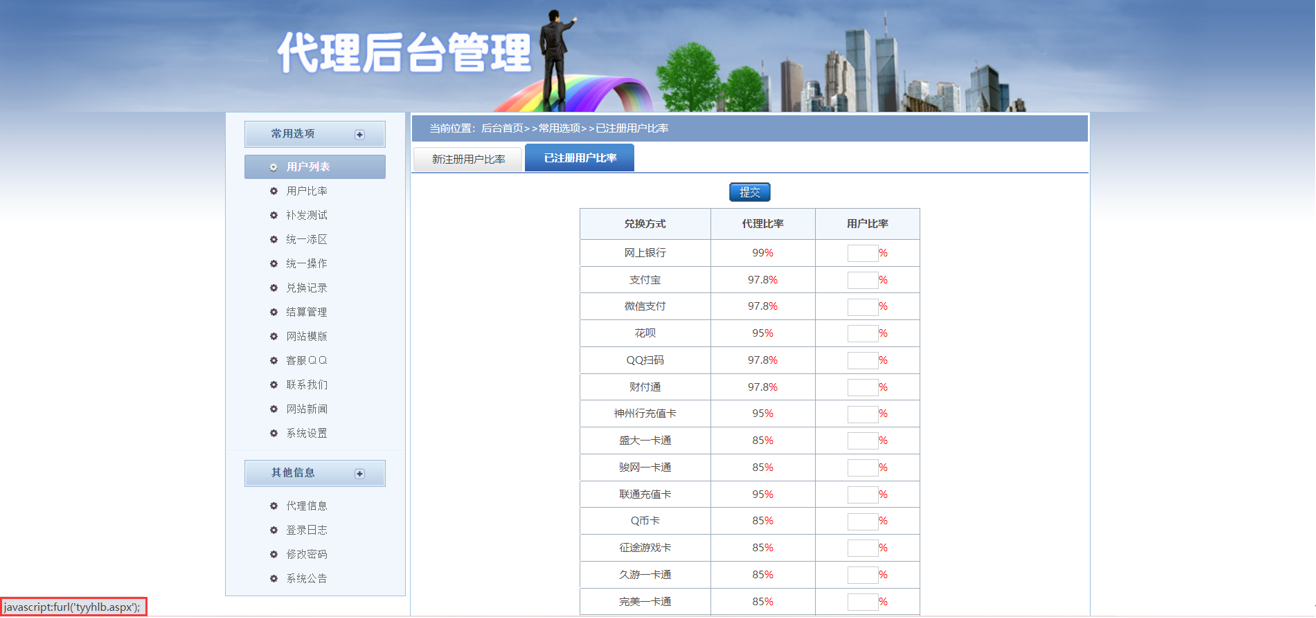 代理后台管理
常用选项
用户列表
用户比率
补发测试
统一添区
统一操作
兑换记录
结算管理
网站模版
客服QQ
联系我们
网站新闻
系统设置
其他信息
代理信息
登录日志
修改密码
系统公告
当前位置：后台首页>>常用选项>>已注册用户比率
新注册用户比率 已注册用户比率
提交
兑换方式 代理比率 用户比率
网上银行 99% %
支付宝 97.8% %
微信支付 97.8% %
花呗 95% %
QQ扫码 97.8% %
财付通 97.8% %
神州行充值卡 95% %
盛大一卡通 85% %
骏网一卡通 85% %
联通充值卡 95% %
Q币卡 85% %
征途游戏卡 85% %
久游一卡通 85% %
完美一卡通 85% %
javascript:furl('tyyhlb.aspx');